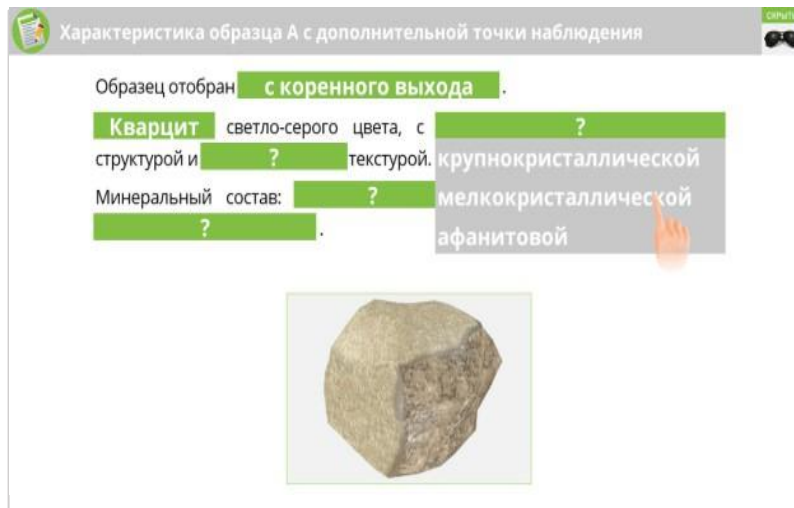 Характеристика образца А с дополнительной точки наблюдения
СКРЫТЬ
Образец отобран с коренного выхода .
Кварцит светло-серого цвета, с ?
структурой и ? текстурой.
крупнокристаллической
Минеральный состав: ?
мелкокристаллической
? .
афанитовой